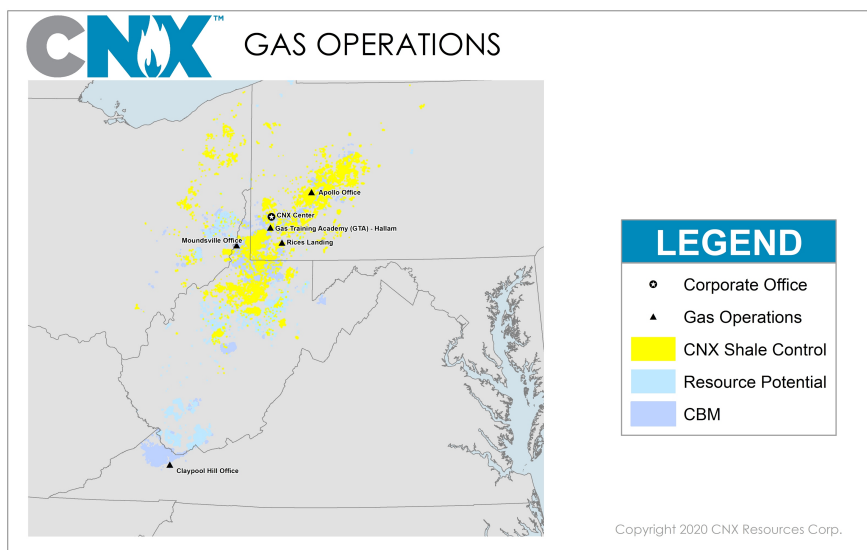 CNX™ GAS OPERATIONS
Apollo Office
CNX Center
Gas Training Academy (GTA) - Hallam
Moundsville Office
Rices Landing
Claypool Hill Office
LEGEND
Corporate Office
Gas Operations
CNX Shale Control
Resource Potential
CBM
Copyright 2020 CNX Resources Corp.